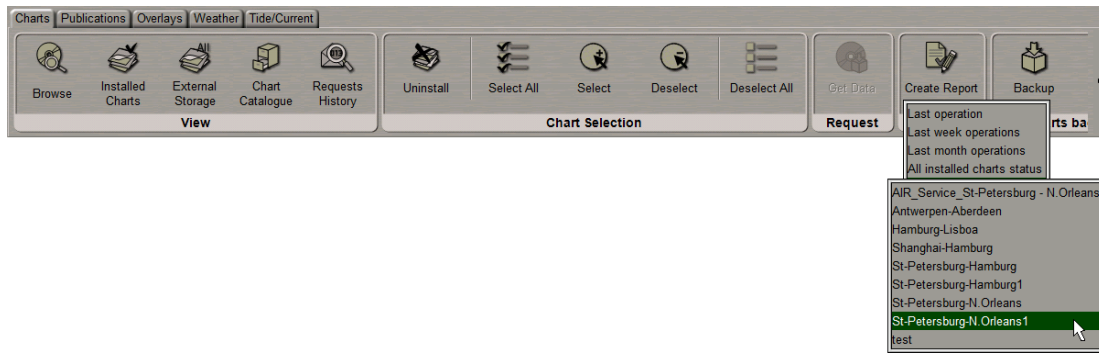 Charts Publications Overlays Weather Tide/Current
Browse
Installed
Charts
External
Storage
Chart
Catalogue
Requests
History
Uninstall
Select All
Select
Deselect
Deselect All
Get Data
Create Report
Backup
View
Chart Selection
Request
rts ba
Last operation
Last week operations
Last month operations
All installed charts status
AIR_Service_St-Petersburg - N.Orleans
Antwerpen-Aberdeen
Hamburg-Lisboa
Shanghai-Hamburg
St-Petersburg-Hamburg
St-Petersburg-Hamburg1
St-Petersburg-N.Orleans
St-Petersburg-N.Orleans1
test